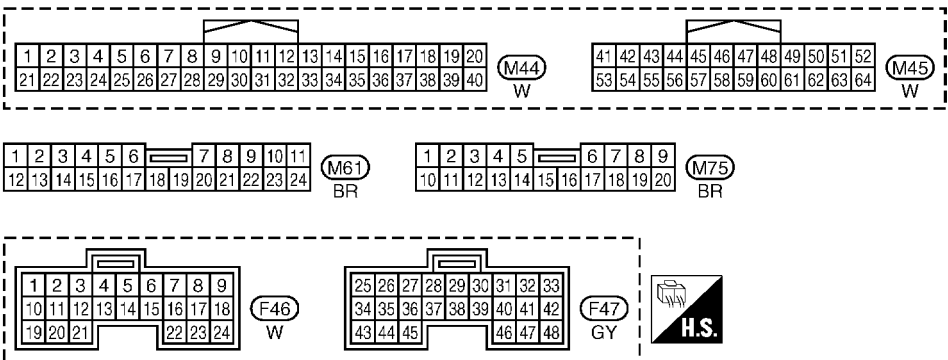 1 2 3 4 5 6 7 8 9 10 11 12 13 14 15 16 17 18 19 20
21 22 23 24 25 26 27 28 29 30 31 32 33 34 35 36 37 38 39 40
M44
W
41 42 43 44 45 46 47 48 49 50 51 52
53 54 55 56 57 58 59 60 61 62 63 64
M45
W
1 2 3 4 5 6 7 8 9 10 11
12 13 14 15 16 17 18 19 20 21 22 23 24
M61
BR
1 2 3 4 5 6 7 8 9
10 11 12 13 14 15 16 17 18 19 20
M75
BR
1 2 3 4 5 6 7 8 9
10 11 12 13 14 15 16 17 18
19 20 21 22 23 24
F46
W
25 26 27 28 29 30 31 32 33
34 35 36 37 38 39 40 41 42
43 44 45 46 47 48
F47
GY
H.S.